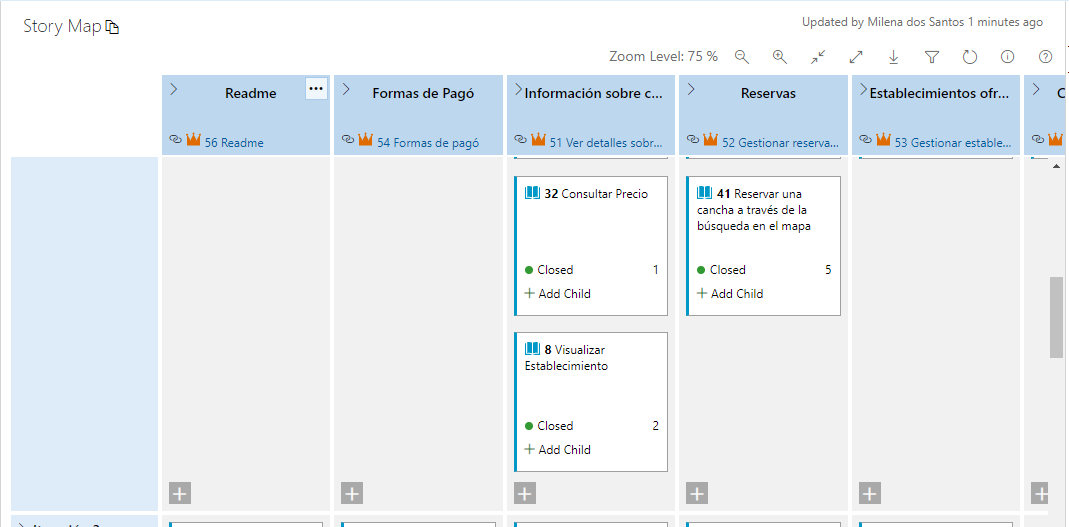 Story Map
Updated by Milena dos Santos 1 minutes ago
Zoom Level: 75 %
Readme
56 Readme
Formas de Pagó
54 Formas de pagó
Información sobre c...
51 Ver detalles sobr...
Reservas
52 Gestionar reserva...
Establecimientos ofr...
53 Gestionar estable...
32 Consultar Precio
Closed 1
+ Add Child
8 Visualizar
Establecimiento
Closed 2
+ Add Child
41 Reservar una
cancha a través de la
búsqueda en el mapa
Closed 5
+ Add Child